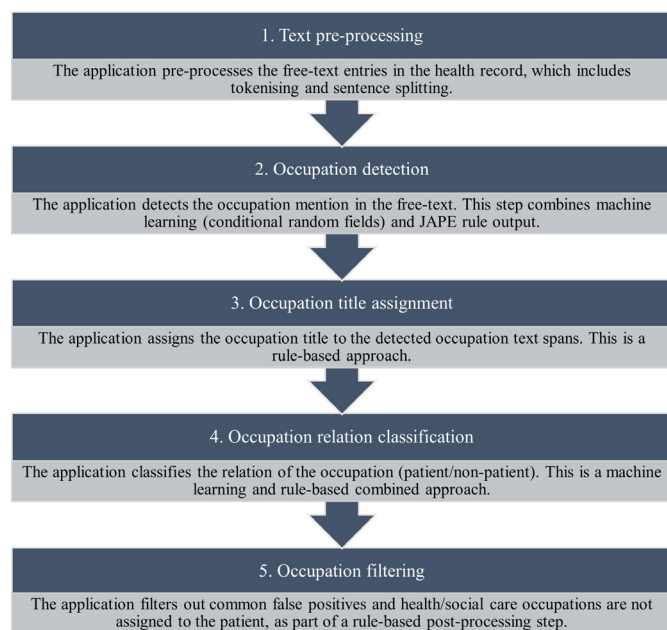 1. Text pre-processing
The application pre-processes the free-text entries in the health record, which includes
tokenising and sentence splitting.
2. Occupation detection
The application detects the occupation mention in the free-text. This step combines machine
learning (conditional random fields) and JAPE rule output.
3. Occupation title assignment
The application assigns the occupation title to the detected occupation text spans. This is a
rule-based approach.
4. Occupation relation classification
The application classifies the relation of the occupation (patient/non-patient). This is a machine
learning and rule-based combined approach.
5. Occupation filtering
The application filters out common false positives and health/social care occupations are not
assigned to the patient, as part of a rule-based post-processing step.